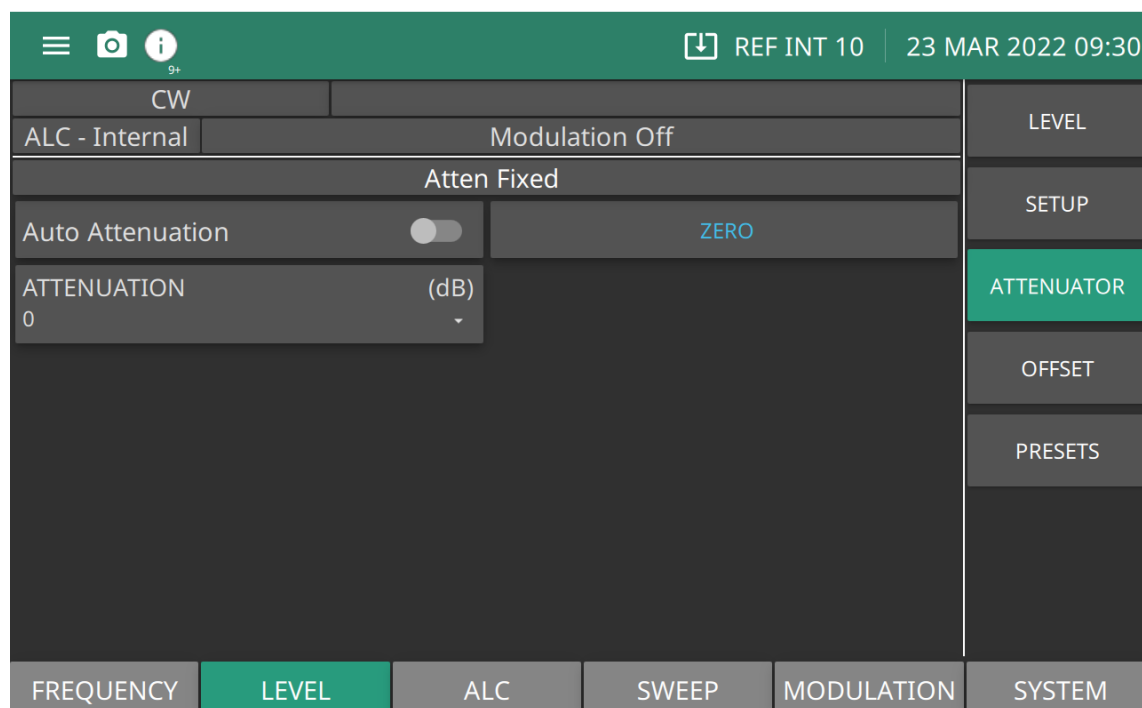 9+
REF INT 10
23 MAR 2022 09:30
CW
ALC - Internal
Modulation Off
Atten Fixed
Auto Attenuation
ZERO
ATTENUATION (dB)
0
LEVEL
SETUP
ATTENUATOR
OFFSET
PRESETS
FREQUENCY
LEVEL
ALC
SWEEP
MODULATION
SYSTEM